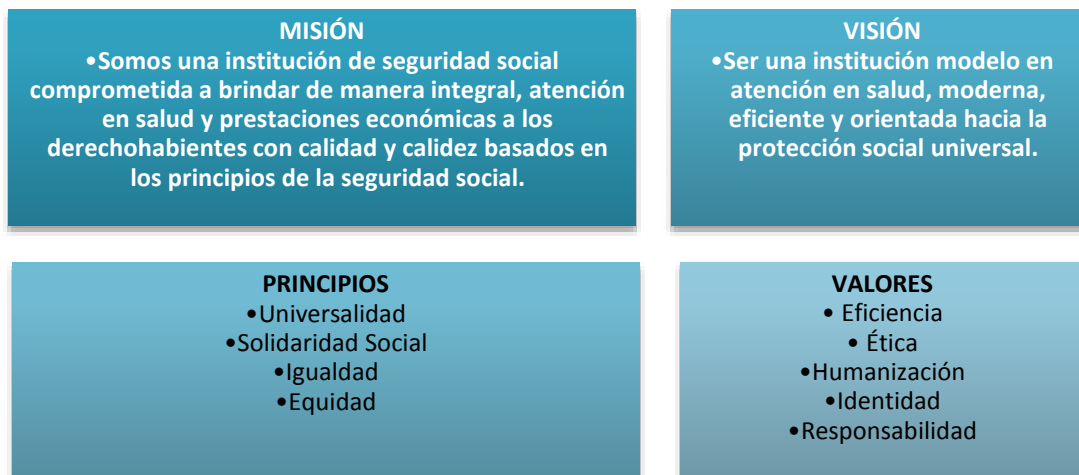 MISIÓN
•Somos una institución de seguridad social
comprometida a brindar de manera integral, atención
en salud y prestaciones económicas a los
derechohabientes con calidad y calidez basados en
los principios de la seguridad social.
VISIÓN
•Ser una institución modelo en
atención en salud, moderna,
eficiente y orientada hacia la
protección social universal.
PRINCIPIOS
•Universalidad
•Solidaridad Social
•Igualdad
•Equidad
VALORES
• Eficiencia
• Ética
•Humanización
•Identidad
•Responsabilidad